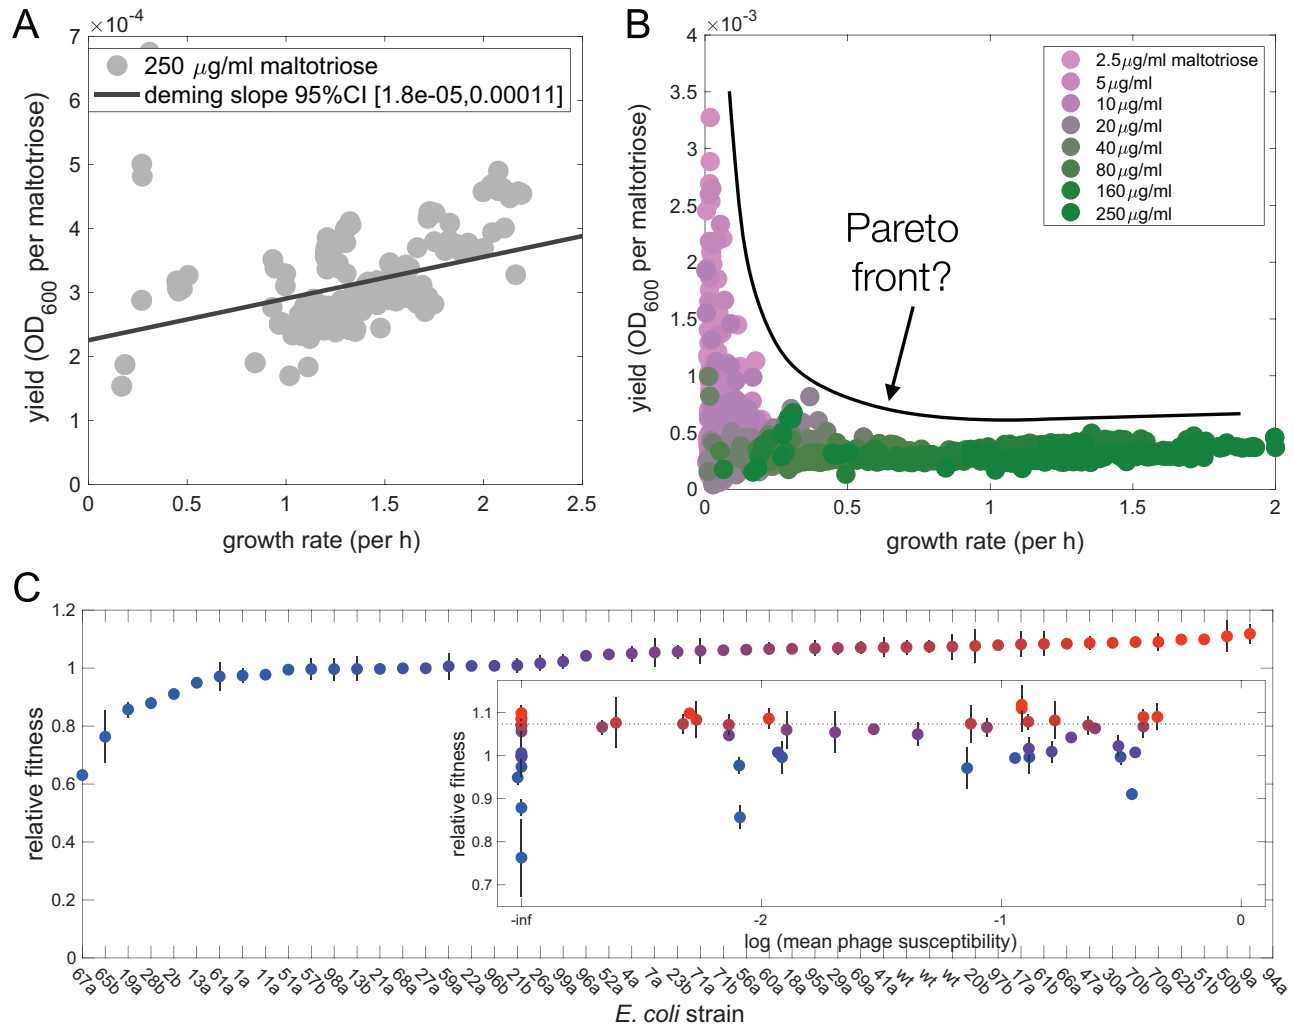 A
×10⁻⁴
7
6
5
4
3
2
1
0
0
0.5
1
1.5
2
2.5
250 μg/ml maltotriose
deming slope 95%CI [1.8e-05,0.00011]
yield (OD₆₀₀ per maltotriose)
growth rate (per h)
B
×10⁻³
4
3.5
3
2.5
2
1.5
1
0.5
0
0
0.5
1
1.5
2
2.5μg/ml maltotriose
5μg/ml
10μg/ml
20μg/ml
40μg/ml
80μg/ml
160μg/ml
250μg/ml
Pareto
front?
yield (OD₆₀₀ per maltotriose)
growth rate (per h)
C
1.2
1
0.8
0.6
0.4
0.2
0
relative fitness
1.1
1
0.9
0.8
0.7
relative fitness
-inf
-2
-1
0
log (mean phage susceptibility)
67a 65b 19a 28b 2b 13a 61a 1a 11a 51a 57b 98a 13b 21a 68a 27a 71a 59a 22b 96b 21b 26a 99a 96a 52a 4a 7a 23b 71a 71b 56a 60a 18a 95a 29a 69a 41a wt wt wt 20b 97b 17a 61b 66a 47a 30a 70b 70a 62b 51b 50b 9a 94a
E. coli strain